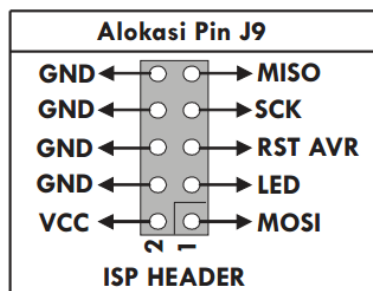 Alokasi Pin J9
GND MISO
GND SCK
GND RST AVR
GND LED
VCC MOSI
2 1
ISP HEADER